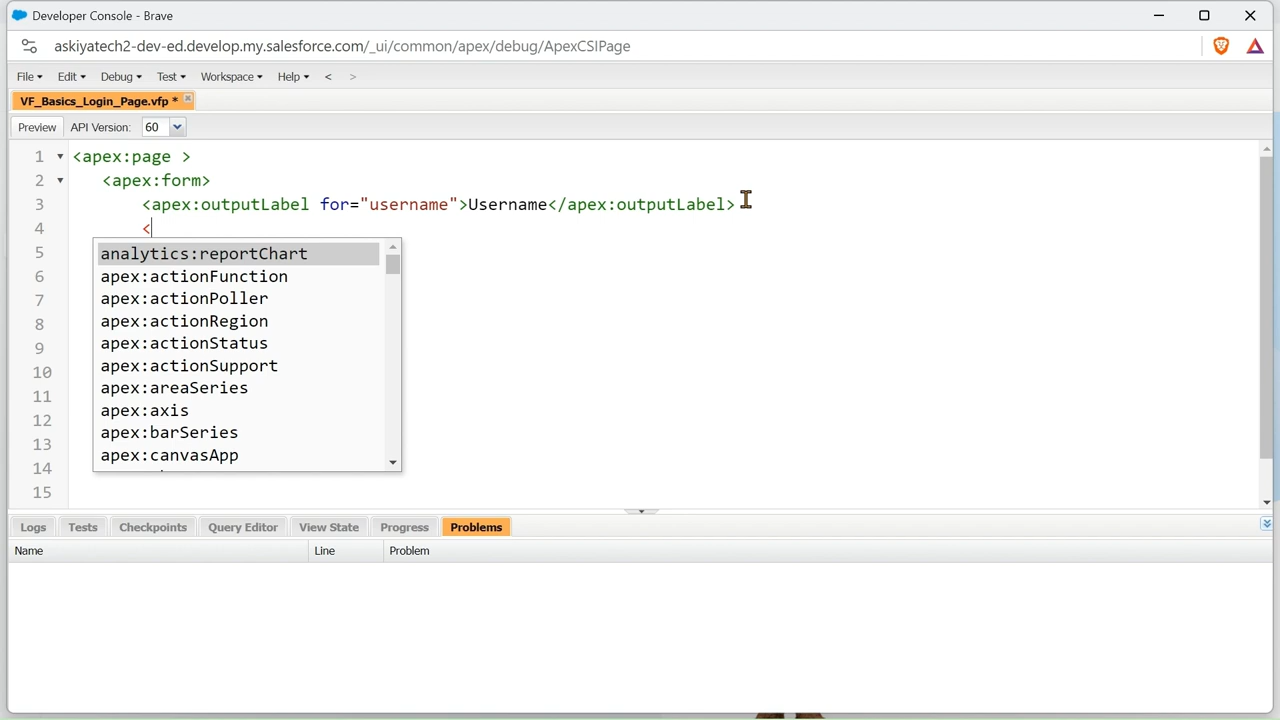 Developer Console - Brave
askiyatech2-dev-ed.develop.my.salesforce.com/_ui/common/apex/debug/ApexCSIPage
File Edit Debug Test Workspace Help < >
VF_Basics_Login_Page.vfp *
Preview API Version: 60
1 <apex:page >
2 <apex:form>
3 <apex:outputLabel for="username">Username</apex:outputLabel>
4 <
5 analytics:reportChart
6 apex:actionFunction
7 apex:actionPoller
8 apex:actionRegion
9 apex:actionStatus
10 apex:actionSupport
11 apex:areaSeries
12 apex:axis
13 apex:barSeries
14 apex:canvasApp
15
Logs Tests Checkpoints Query Editor View State Progress Problems
Name Line Problem